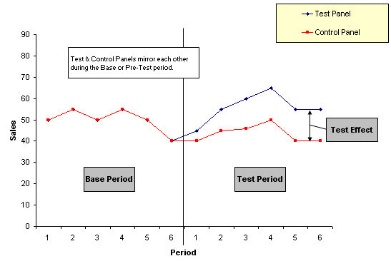 Test Panel
Control Panel
90
80
70
60
50
40
30
20
10
0
Sales
Test & Control Panels mirror each other
during the Base or Pre-Test period.
Test Effect
Base Period
Test Period
1 2 3 4 5 6 1 2 3 4 5 6
Period